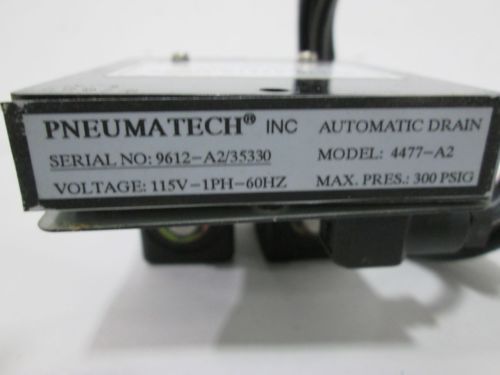 PNEUMATECH® INC AUTOMATIC DRAIN
SERIAL NO: 9612-A2/35330 MODEL: 4477-A2
VOLTAGE: 115V-1PH-60HZ MAX. PRES.: 300 PSIG